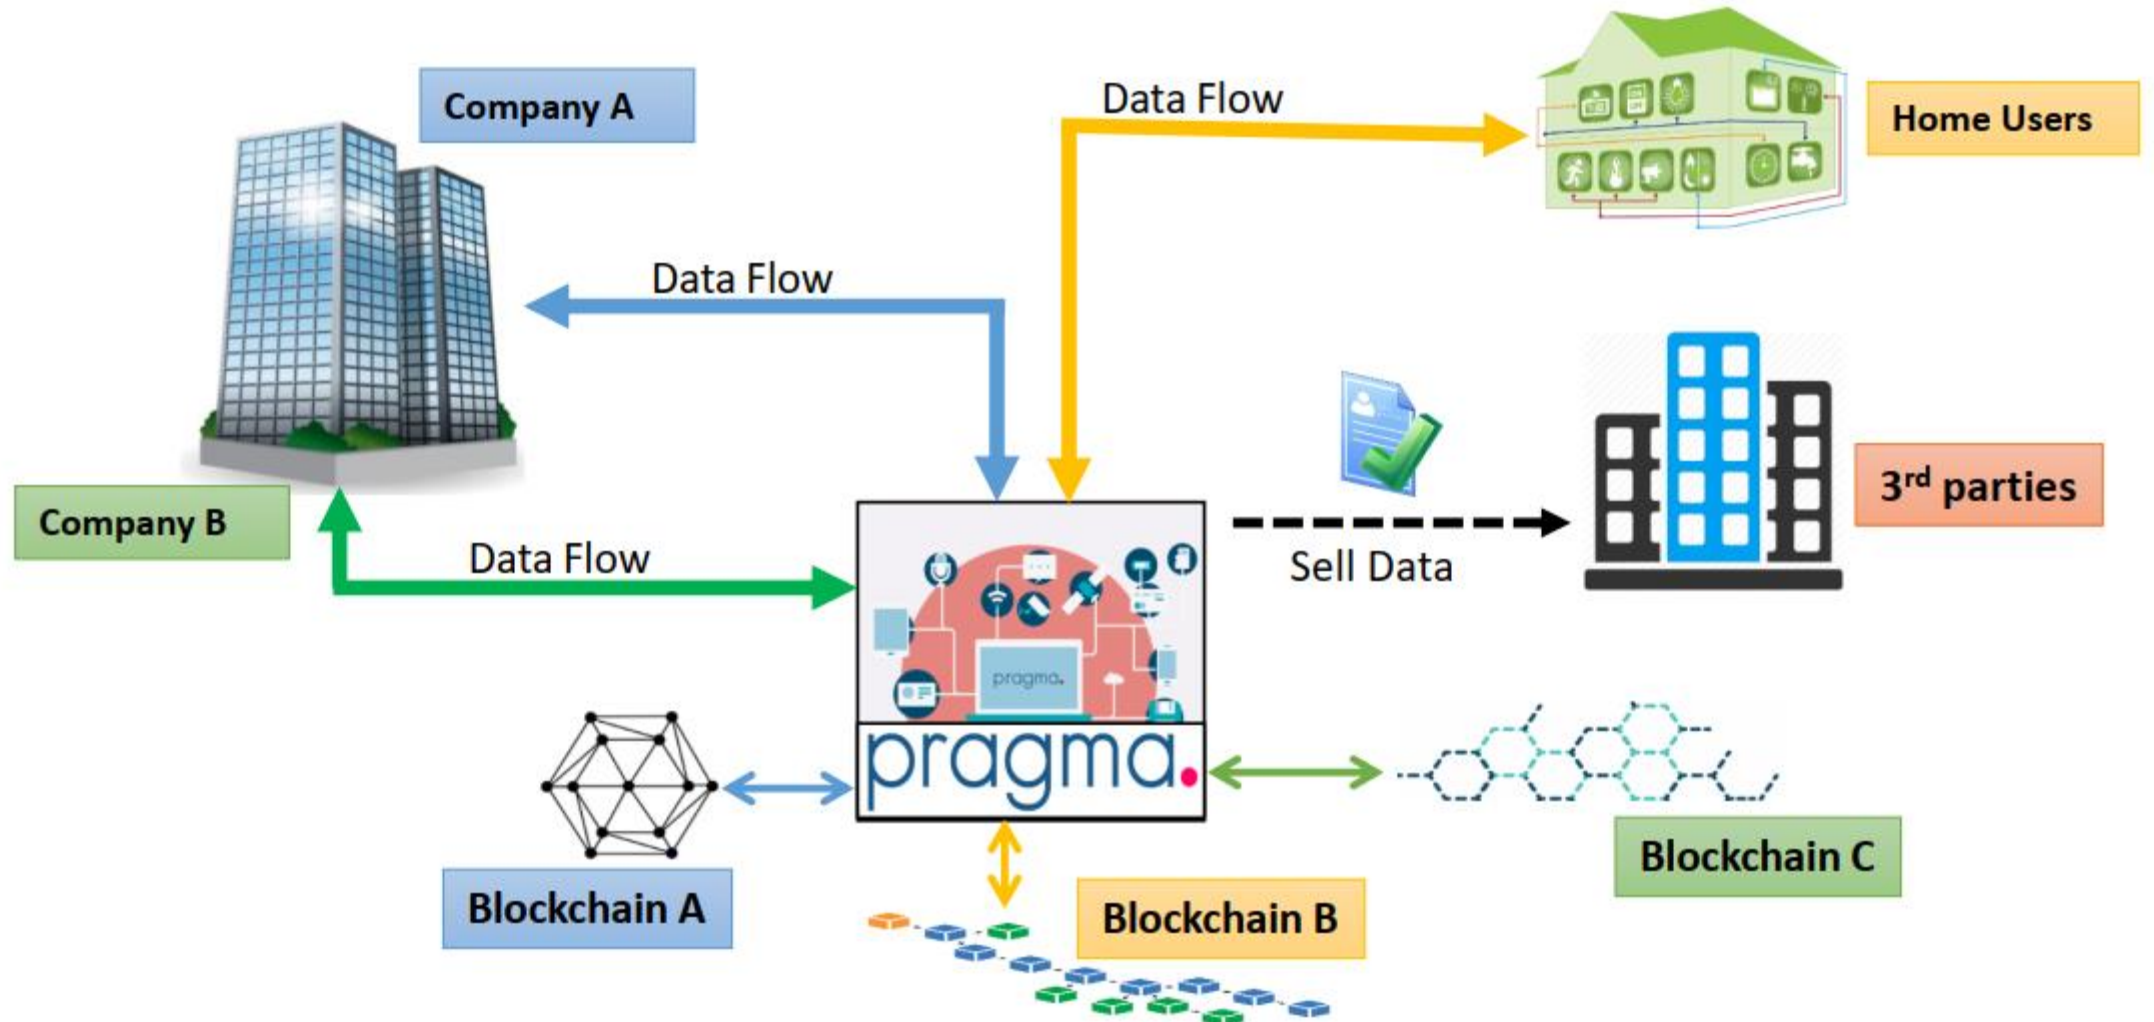 Company A
Data Flow
Home Users
Data Flow
3rd parties
Company B
Data Flow
Sell Data
pragma.
pragma.
Blockchain A
Blockchain B
Blockchain C